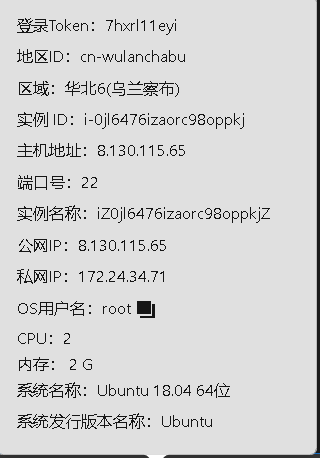 登录Token：7hxrl11eyi
地区ID：cn-wulanchabu
区域：华北6(乌兰察布)
实例 ID：i-0jl6476izaorc98oppkj
主机地址：8.130.115.65
端口号：22
实例名称：iZ0jl6476izaorc98oppkjZ
公网IP：8.130.115.65
私网IP：172.24.34.71
OS用户名：root
CPU：2
内存：2 G
系统名称：Ubuntu 18.04 64位
系统发行版本名称：Ubuntu